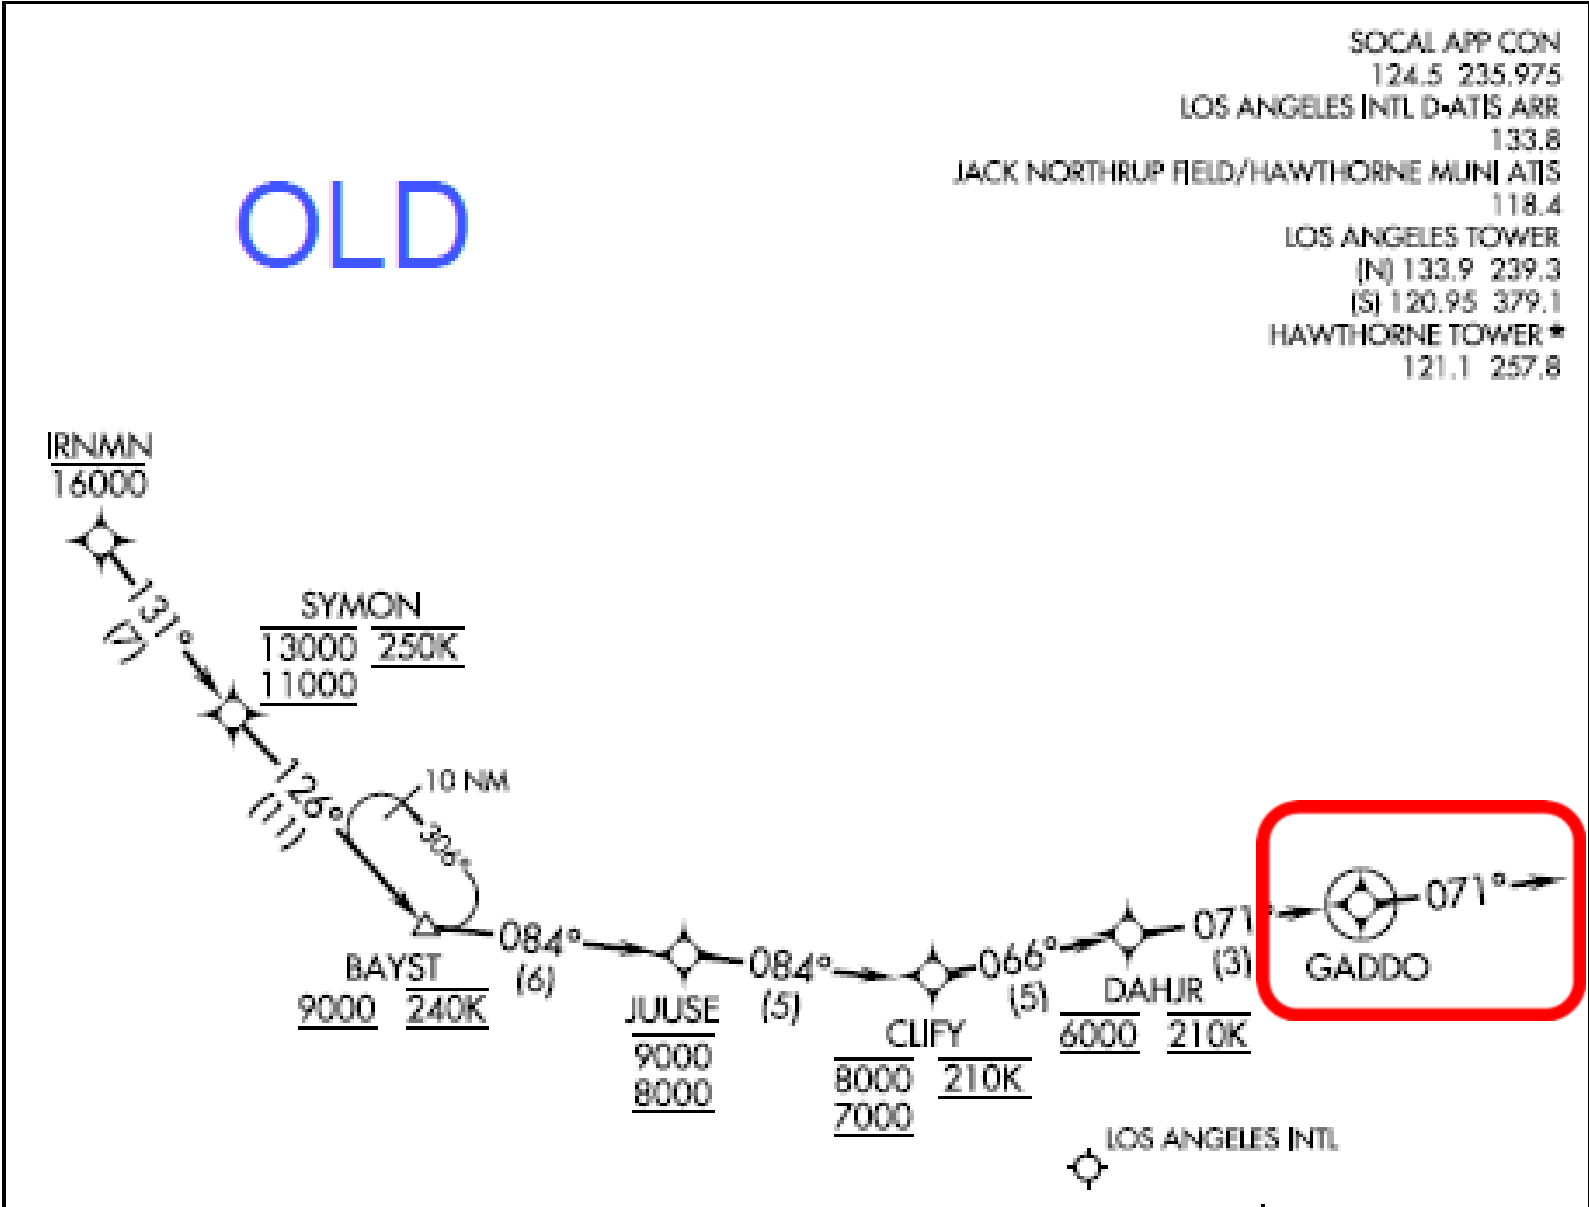 SOCAL APP CON
124.5 235.975
LOS ANGELES INTL D•ATIS ARR
133.8
JACK NORTHRUP FIELD/HAWTHORNE MUNI ATIS
118.4
LOS ANGELES TOWER
(N) 133.9 239.3
(S) 120.95 379.1
HAWTHORNE TOWER *
121.1 257.8
OLD
IRNMN
16000
131°
(7)
SYMON
13000 250K
11000
126°
(11)
10 NM
306°
BAYST
9000 240K
084°
(6)
JUUSE
9000
8000
084°
(5)
CLIFY
8000 210K
7000
066°
(5)
DAHJR
6000 210K
071°
(3)
GADDO
071°
LOS ANGELES INTL